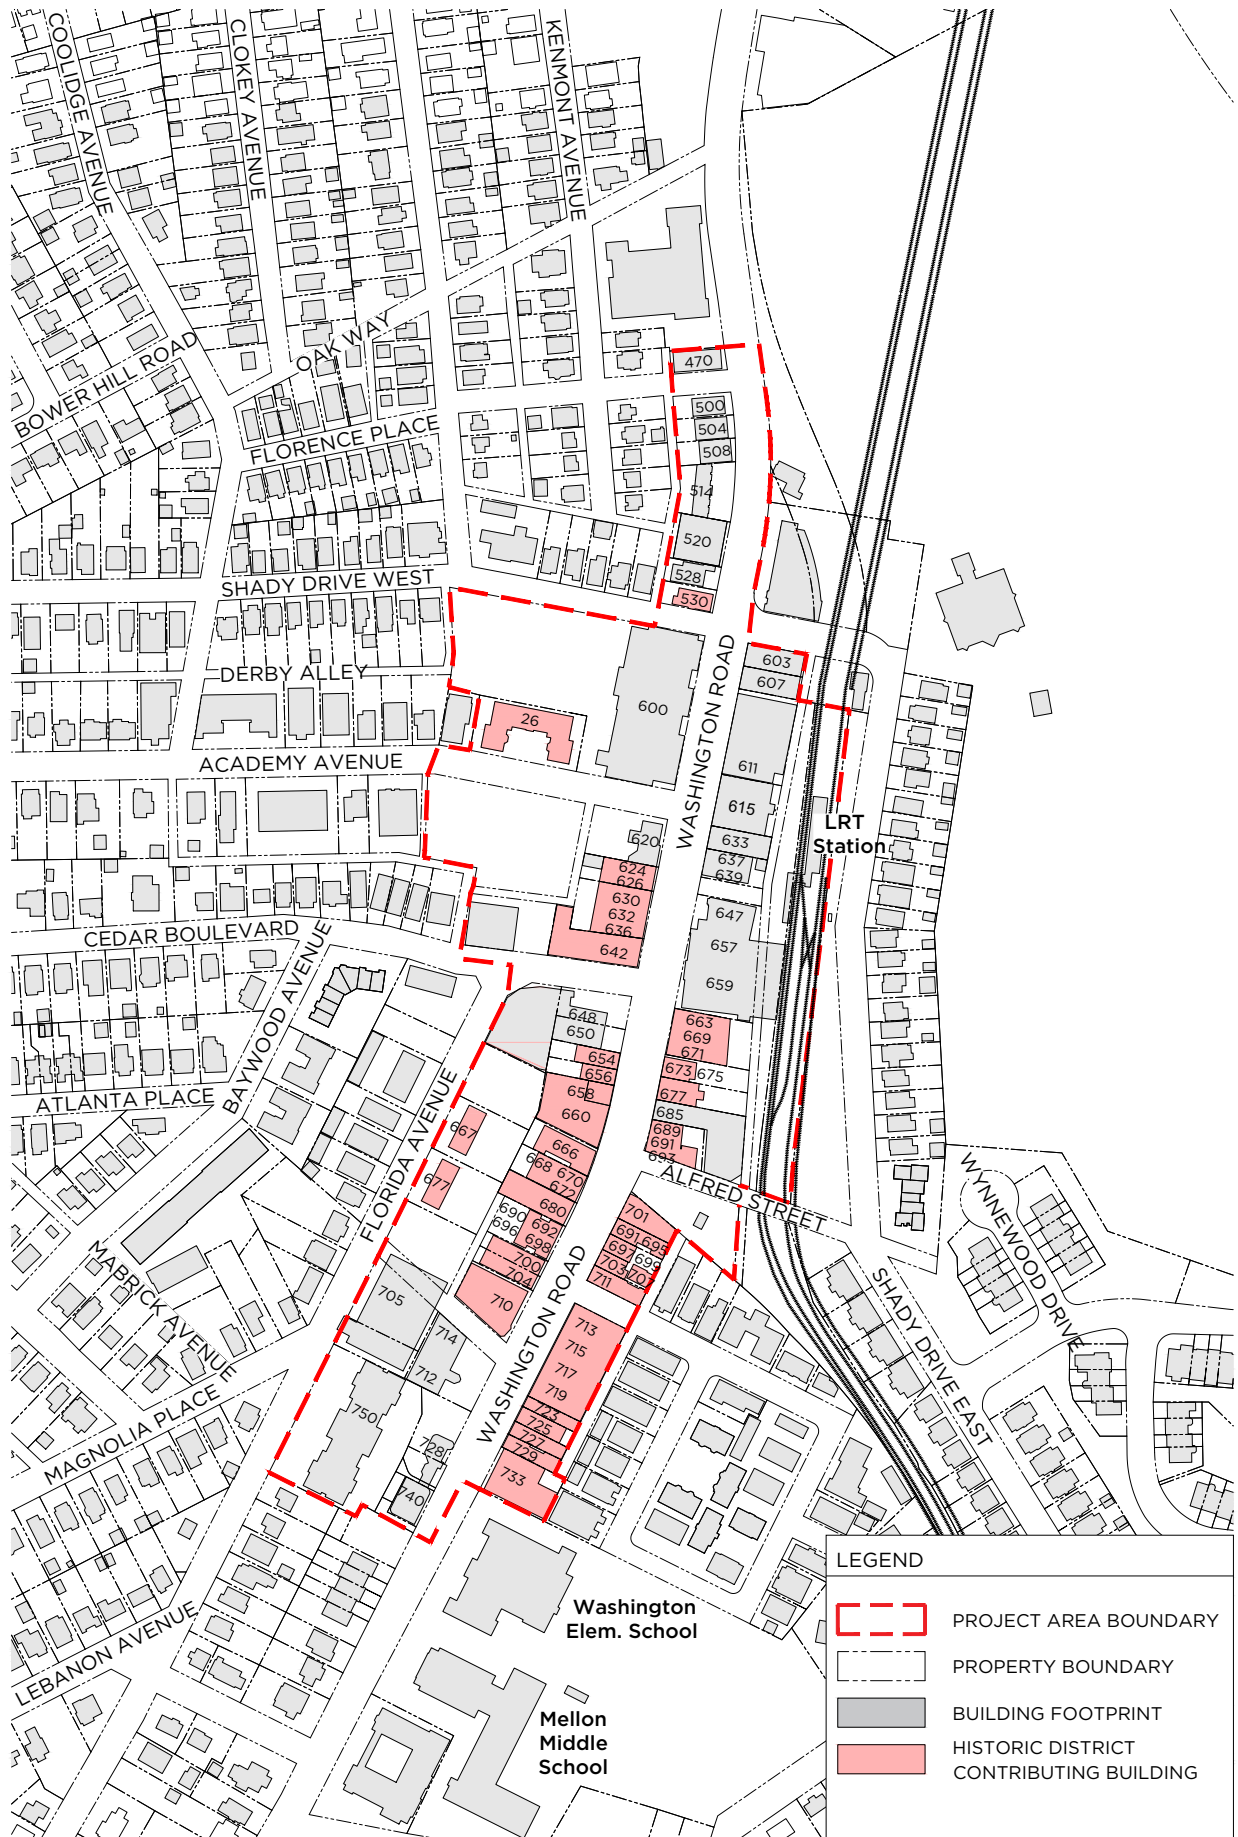 COOLIDGE AVENUE
CLOKEY AVENUE
KENMONT AVENUE
OAK WAY
BOWER HILL ROAD
FLORENCE PLACE
470
500
504
508
514
520
528
530
SHADY DRIVE WEST
DERBY ALLEY
ACADEMY AVENUE
WASHINGTON ROAD
26
600
603
607
611
615
LRT
Station
620
624
626
630
632
636
642
633
637
639
647
657
659
CEDAR BOULEVARD
BAYWOOD AVENUE
ATLANTA PLACE
FLORIDA AVENUE
648
650
654
656
658
660
663
669
671
673
675
677
685
689
691
693
667
677
666
668
670
672
680
690
692
696
698
700
704
710
ALFRED STREET
WYNNEWOOD DRIVE
701
691
695
697
699
703
707
711
705
714
712
WASHINGTON ROAD
713
715
717
719
723
725
727
729
733
750
728
740
MABRICK AVENUE
MAGNOLIA PLACE
LEBANON AVENUE
SHADY DRIVE EAST
Washington
Elem. School
Mellon
Middle
School
LEGEND
PROJECT AREA BOUNDARY
PROPERTY BOUNDARY
BUILDING FOOTPRINT
HISTORIC DISTRICT
CONTRIBUTING BUILDING